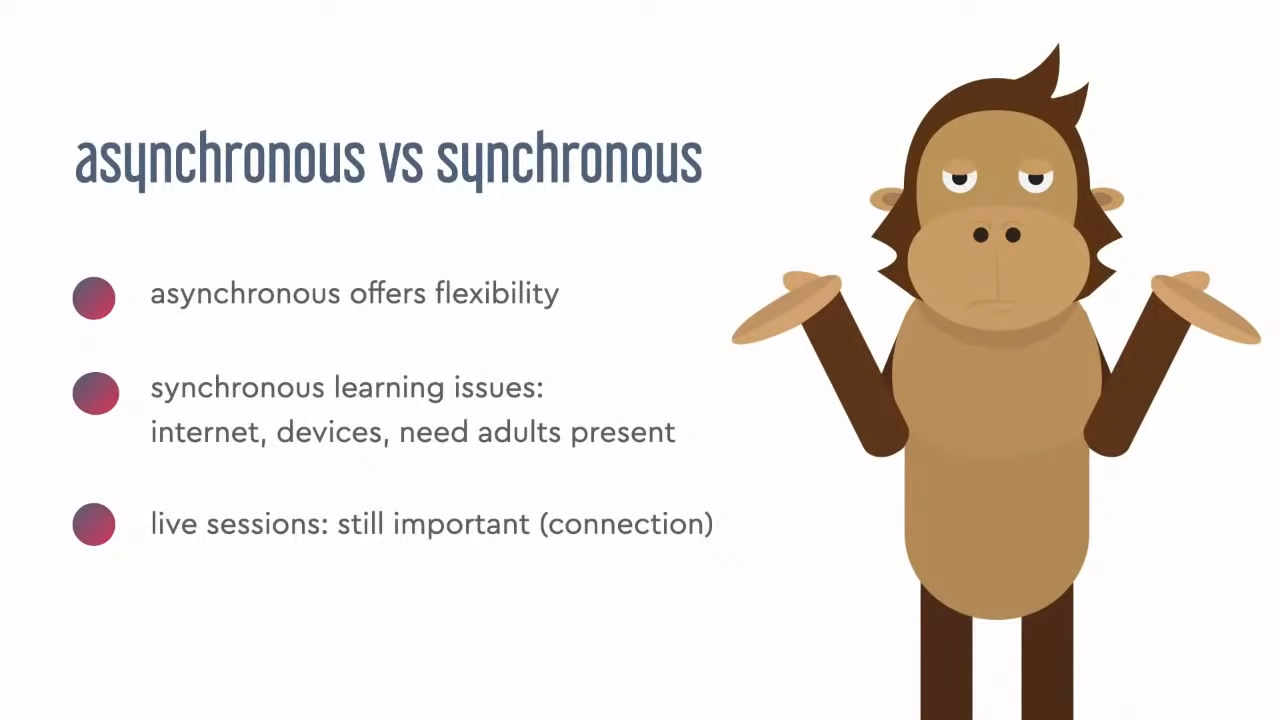 asynchronous vs synchronous
asynchronous offers flexibility
synchronous learning issues:
internet, devices, need adults present
live sessions: still important (connection)